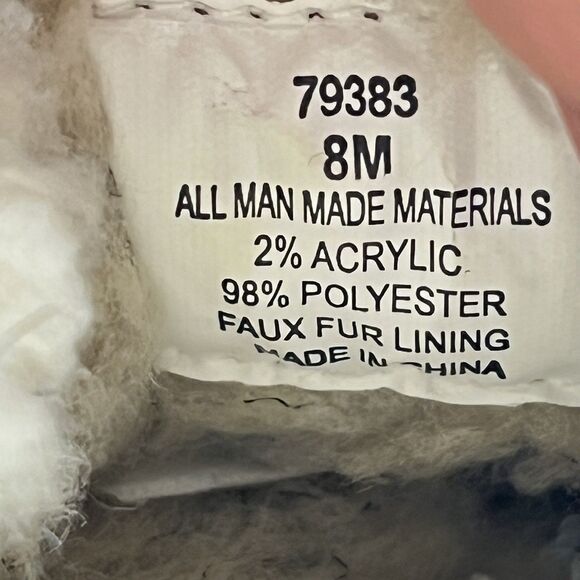 79383
8M
ALL MAN MADE MATERIALS
2% ACRYLIC
98% POLYESTER
FAUX FUR LINING
MADE IN CHINA